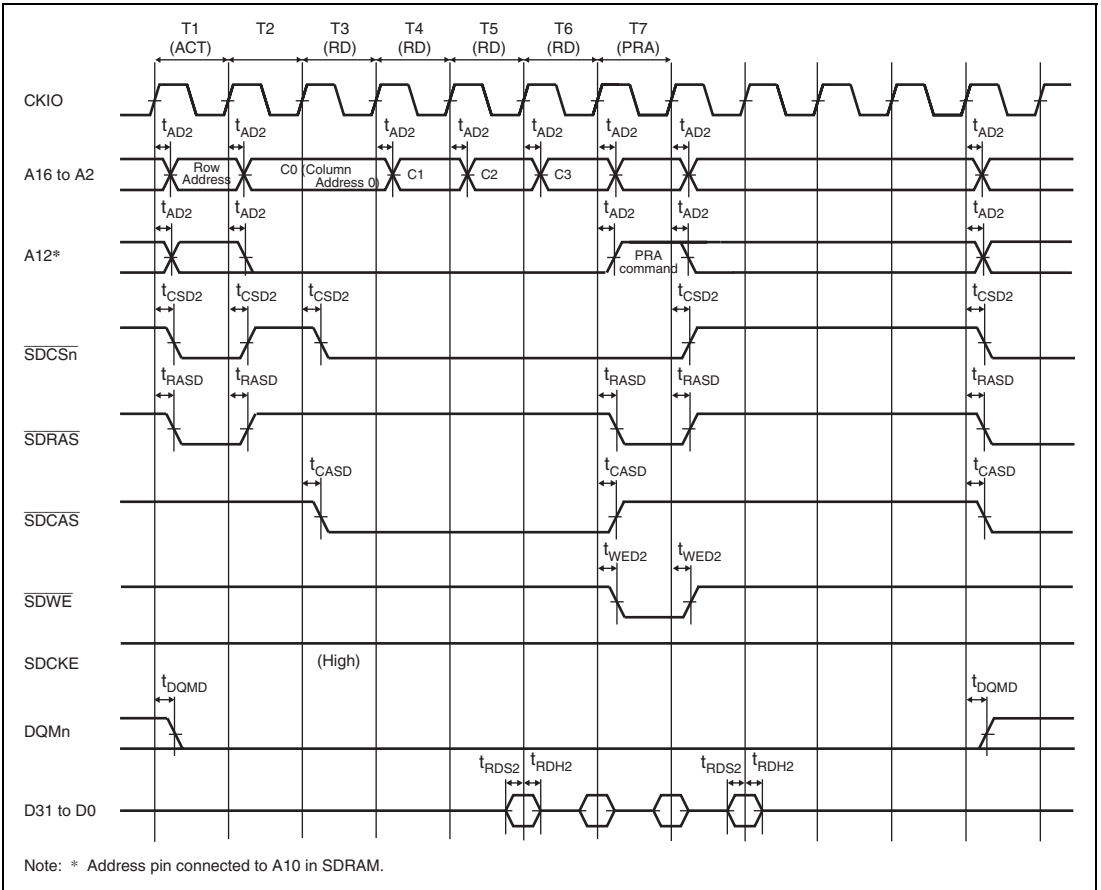 T1 T2 T3 T4 T5 T6 T7
(ACT) (RD) (RD) (RD) (RD) (PRA)
CKIO
tAD2 tAD2 tAD2 tAD2 tAD2 tAD2 tAD2 tAD2
A16 to A2 Row Address C0 (Column Address 0) C1 C2 C3
tAD2 tAD2 tAD2 tAD2 tAD2
A12* PRA command
tCSD2 tCSD2 tCSD2 tCSD2 tCSD2
SDCSn
tRASD tRASD tRASD tRASD tRASD
SDRAS
tCASD tCASD tCASD
SDCAS
tWED2 tWED2
SDWE
SDCKE (High)
tDQMD tDQMD
DQMn
tRDS2 tRDH2 tRDS2 tRDH2
D31 to D0
Note: * Address pin connected to A10 in SDRAM.